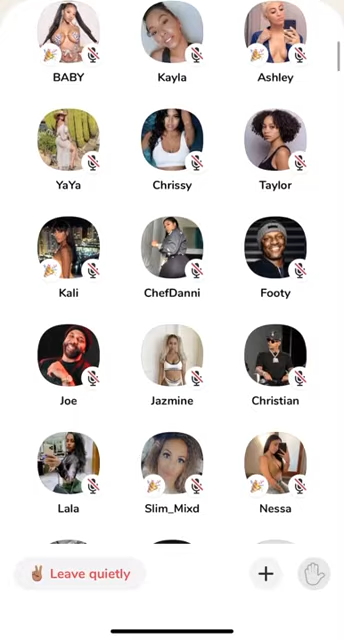 BABY Kayla Ashley
YaYa Chrissy Taylor
Kali ChefDanni Footy
Joe Jazmine Christian
Lala Slim_Mixd Nessa
✌🏽 Leave quietly